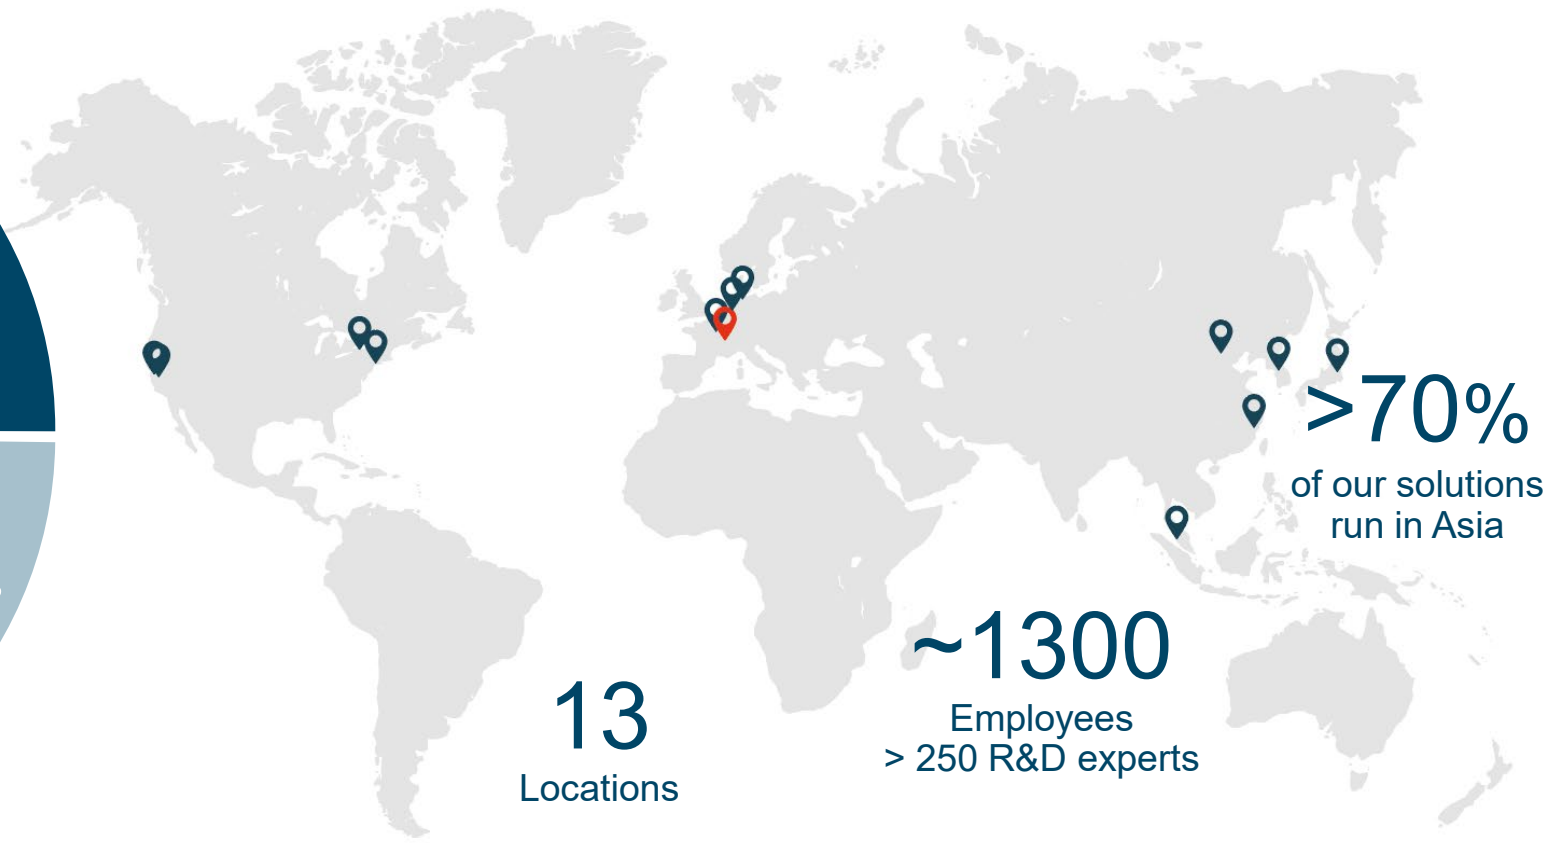 >70%
of our solutions
run in Asia
~1300
Employees
> 250 R&D experts
13
Locations